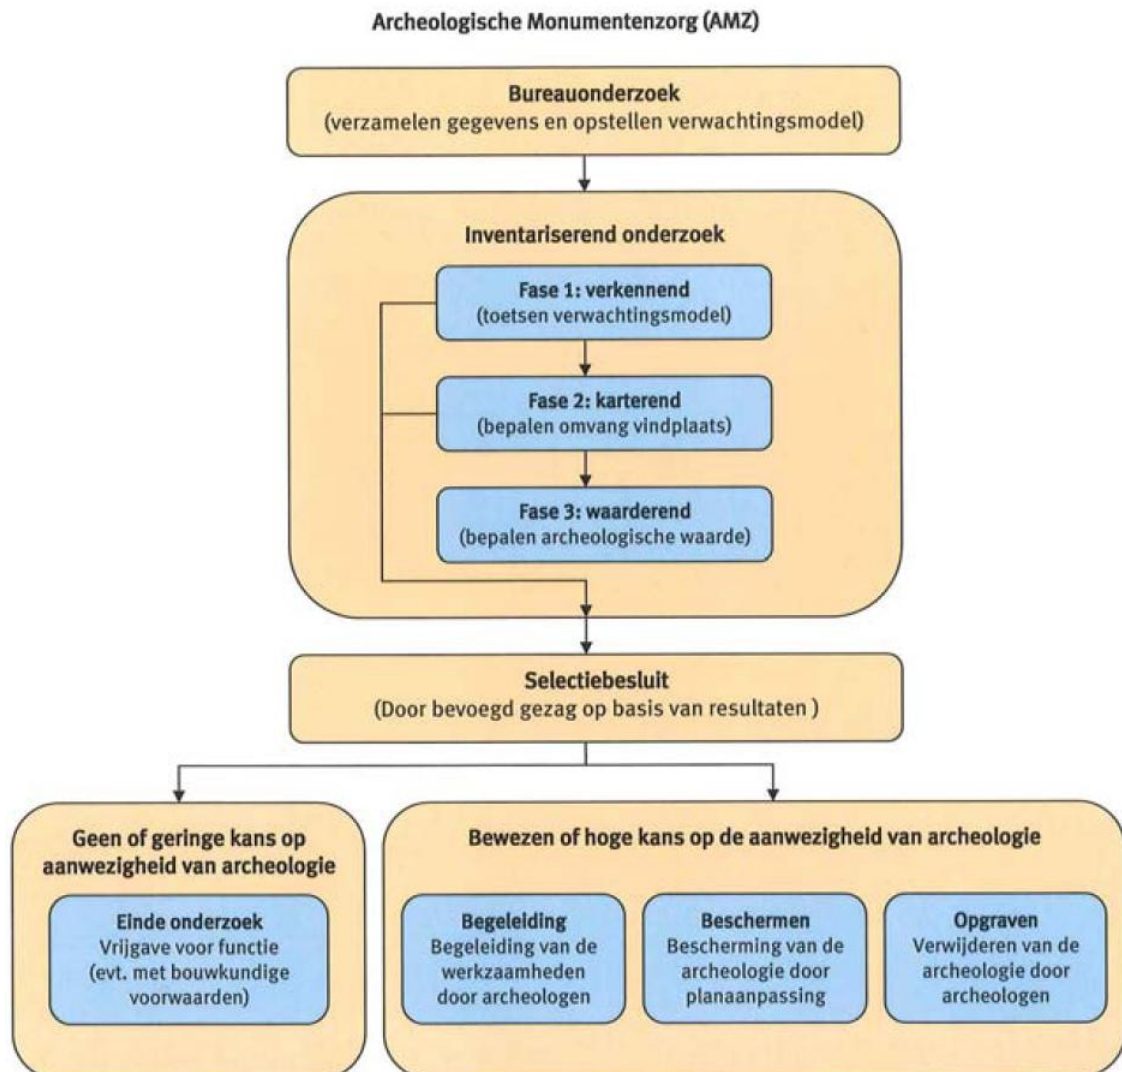 Archeologische Monumentenzorg (AMZ)
Bureauonderzoek
(verzamelen gegevens en opstellen verwachtingsmodel)
Inventariserend onderzoek
Fase 1: verkennend
(toetsen verwachtingsmodel)
Fase 2: karterend
(bepalen omvang vindplaats)
Fase 3: waarderend
(bepalen archeologische waarde)
Selectiebesluit
(Door bevoegd gezag op basis van resultaten )
Geen of geringe kans op
aanwezigheid van archeologie
Einde onderzoek
Vrijgave voor functie
(evt. met bouwkundige
voorwaarden)
Bewezen of hoge kans op de aanwezigheid van archeologie
Begeleiding
Begeleiding van de
werkzaamheden
door archeologen
Beschermen
Bescherming van de
archeologie door
planaanpassing
Opgraven
Verwijderen van de
archeologie door
archeologen